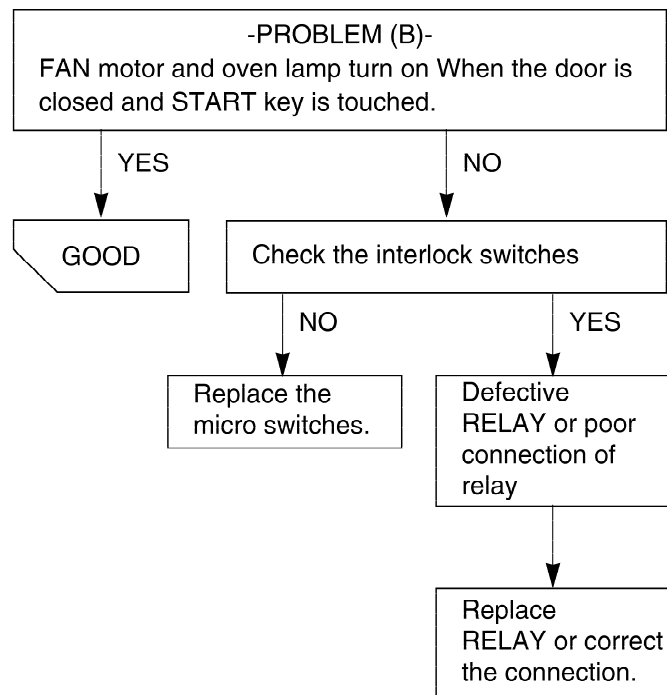 -PROBLEM (B)-
FAN motor and oven lamp turn on When the door is
closed and START key is touched.
YES
NO
GOOD
Check the interlock switches
NO
YES
Replace the
micro switches.
Defective
RELAY or poor
connection of
relay
Replace
RELAY or correct
the connection.